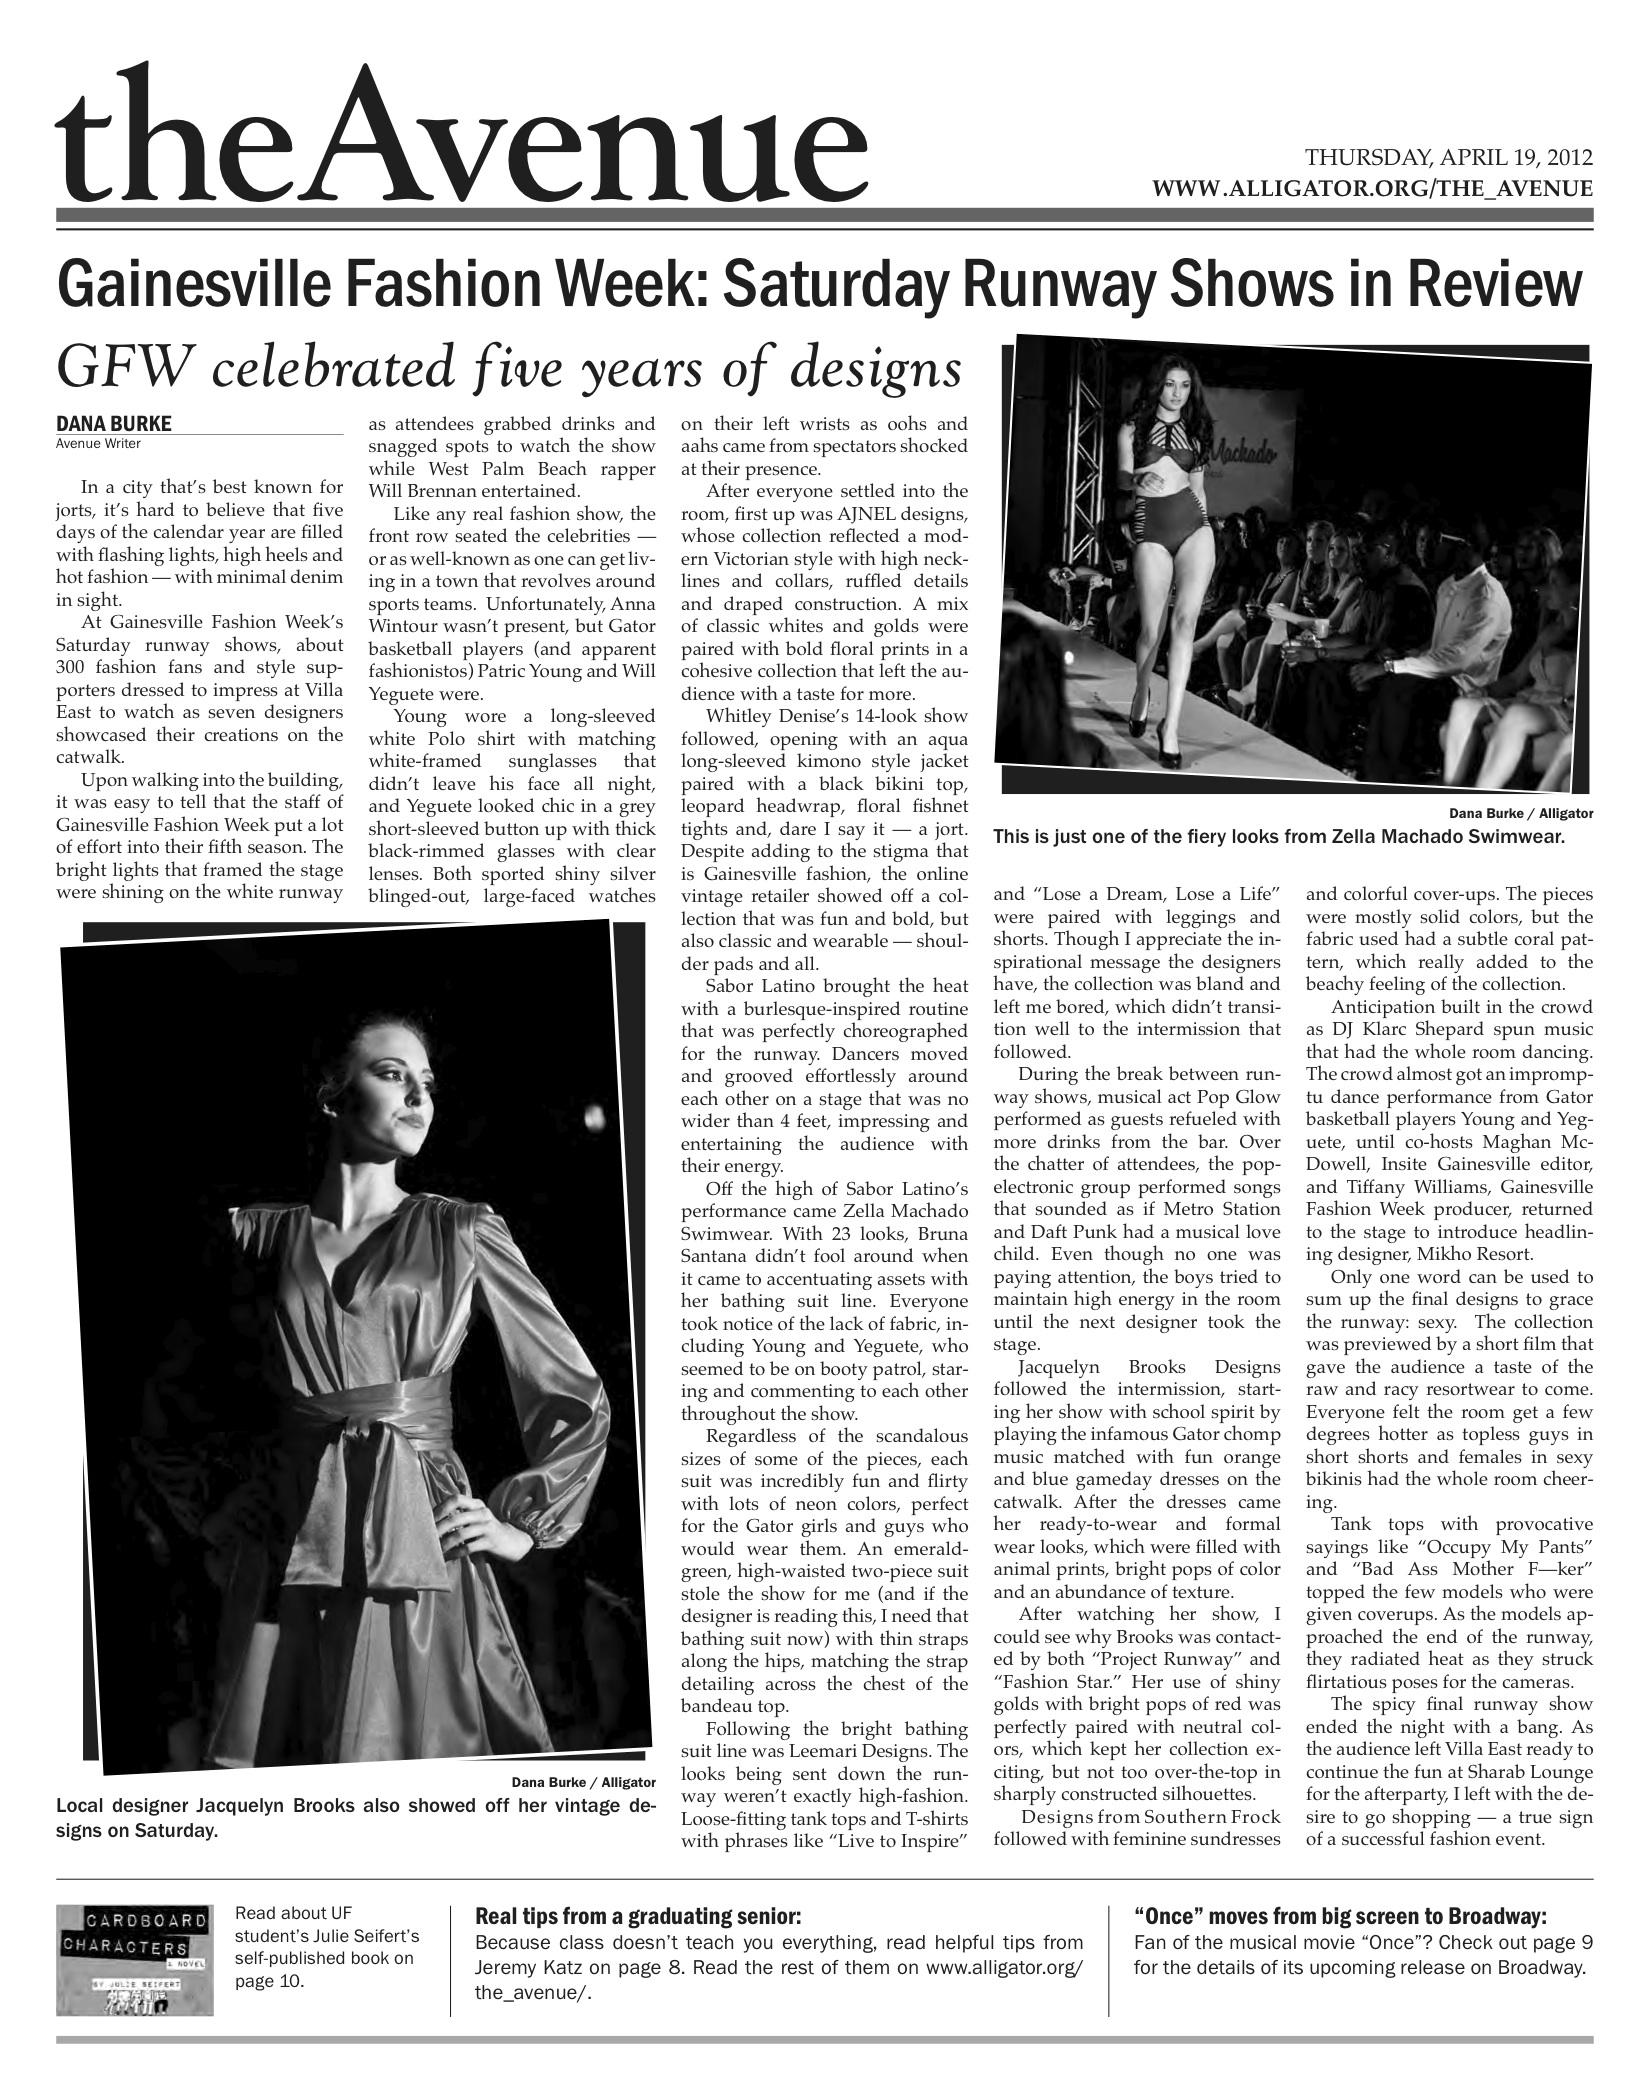 theAvenue
THURSDAY, APRIL 19, 2012
WWW.ALLIGATOR.ORG/THE_AVENUE
Gainesville Fashion Week: Saturday Runway Shows in Review
GFW celebrated five years of designs
DANA BURKE
Avenue Writer
In a city that's best known for
jorts, it's hard to believe that five
days of the calendar year are filled
with flashing lights, high heels and
hot fashion — with minimal denim
in sight.
At Gainesville Fashion Week's
Saturday runway shows, about
300 fashion fans and style sup-
porters dressed to impress at Villa
East to watch as seven designers
showcased their creations on the
catwalk.
Upon walking into the building,
it was easy to tell that the staff of
Gainesville Fashion Week put a lot
of effort into their fifth season. The
bright lights that framed the stage
were shining on the white runway
as attendees grabbed drinks and
snagged spots to watch the show
while West Palm Beach rapper
Will Brennan entertained.
Like any real fashion show, the
front row seated the celebrities —
or as well-known as one can get liv-
ing in a town that revolves around
sports teams. Unfortunately, Anna
Wintour wasn't present, but Gator
basketball players (and apparent
fashionistos) Patric Young and Will
Yeguete were.
Young wore a long-sleeved
white Polo shirt with matching
white-framed sunglasses that
didn't leave his face all night,
and Yeguete looked chic in a grey
short-sleeved button up with thick
black-rimmed glasses with clear
lenses. Both sported shiny silver
blinged-out, large-faced watches
on their left wrists as oohs and
aahs came from spectators shocked
at their presence.
After everyone settled into the
room, first up was AJNEL designs,
whose collection reflected a mod-
ern Victorian style with high neck-
lines and collars, ruffled details
and draped construction. A mix
of classic whites and golds were
paired with bold floral prints in a
cohesive collection that left the au-
dience with a taste for more.
Whitley Denise's 14-look show
followed, opening with an aqua
long-sleeved kimono style jacket
paired with a black bikini top,
leopard headwrap, floral fishnet
tights and, dare I say it — a jort.
Despite adding to the stigma that
is Gainesville fashion, the online
vintage retailer showed off a col-
lection that was fun and bold, but
also classic and wearable — shoul-
der pads and all.
Sabor Latino brought the heat
with a burlesque-inspired routine
that was perfectly choreographed
for the runway. Dancers moved
and grooved effortlessly around
each other on a stage that was no
wider than 4 feet, impressing and
entertaining the audience with
their energy.
Off the high of Sabor Latino's
performance came Zella Machado
Swimwear. With 23 looks, Bruna
Santana didn't fool around when
it came to accentuating assets with
her bathing suit line. Everyone
took notice of the lack of fabric, in-
cluding Young and Yeguete, who
seemed to be on booty patrol, star-
ing and commenting to each other
throughout the show.
Regardless of the scandalous
sizes of some of the pieces, each
suit was incredibly fun and flirty
with lots of neon colors, perfect
for the Gator girls and guys who
would wear them. An emerald-
green, high-waisted two-piece suit
stole the show for me (and if the
designer is reading this, I need that
bathing suit now) with thin straps
along the hips, matching the strap
detailing across the chest of the
bandeau top.
Following the bright bathing
suit line was Leemari Designs. The
looks being sent down the run-
way weren't exactly high-fashion.
Loose-fitting tank tops and T-shirts
with phrases like "Live to Inspire"
Machado
Dana Burke / Alligator
This is just one of the fiery looks from Zella Machado Swimwear.
and "Lose a Dream, Lose a Life"
were paired with leggings and
shorts. Though I appreciate the in-
spirational message the designers
have, the collection was bland and
left me bored, which didn't transi-
tion well to the intermission that
followed.
During the break between run-
way shows, musical act Pop Glow
performed as guests refueled with
more drinks from the bar. Over
the chatter of attendees, the pop-
electronic group performed songs
that sounded as if Metro Station
and Daft Punk had a musical love
child. Even though no one was
paying attention, the boys tried to
maintain high energy in the room
until the next designer took the
stage.
Jacquelyn Brooks Designs
followed the intermission, start-
ing her show with school spirit by
playing the infamous Gator chomp
music matched with fun orange
and blue gameday dresses on the
catwalk. After the dresses came
her ready-to-wear and formal
wear looks, which were filled with
animal prints, bright pops of color
and an abundance of texture.
After watching her show, I
could see why Brooks was contact-
ed by both "Project Runway" and
"Fashion Star." Her use of shiny
golds with bright pops of red was
perfectly paired with neutral col-
ors, which kept her collection ex-
citing, but not too over-the-top in
sharply constructed silhouettes.
Designs from Southern Frock
followed with feminine sundresses
and colorful cover-ups. The pieces
were mostly solid colors, but the
fabric used had a subtle coral pat-
tern, which really added to the
beachy feeling of the collection.
Anticipation built in the crowd
as DJ Klarc Shepard spun music
that had the whole room dancing.
The crowd almost got an impromp-
tu dance performance from Gator
basketball players Young and Yeg-
uete, until co-hosts Maghan Mc-
Dowell, Insite Gainesville editor,
and Tiffany Williams, Gainesville
Fashion Week producer, returned
to the stage to introduce headlin-
ing designer, Mikho Resort.
Only one word can be used to
sum up the final designs to grace
the runway: sexy. The collection
was previewed by a short film that
gave the audience a taste of the
raw and racy resortwear to come.
Everyone felt the room get a few
degrees hotter as topless guys in
short shorts and females in sexy
bikinis had the whole room cheer-
ing.
Tank tops with provocative
sayings like "Occupy My Pants"
and "Bad Ass Mother F—ker"
topped the few models who were
given coverups. As the models ap-
proached the end of the runway,
they radiated heat as they struck
flirtatious poses for the cameras.
The spicy final runway show
ended the night with a bang. As
the audience left Villa East ready to
continue the fun at Sharab Lounge
for the afterparty, I left with the de-
sire to go shopping — a true sign
of a successful fashion event.
Dana Burke / Alligator
Local designer Jacquelyn Brooks also showed off her vintage de-
signs on Saturday.
CARDBOARD
CHARACTERS
A NOVEL
BY JULIE SEIFERT
Read about UF
student's Julie Seifert's
self-published book on
page 10.
Real tips from a graduating senior:
Because class doesn't teach you everything, read helpful tips from
Jeremy Katz on page 8. Read the rest of them on www.alligator.org/
the_avenue/.
"Once" moves from big screen to Broadway:
Fan of the musical movie "Once"? Check out page 9
for the details of its upcoming release on Broadway.